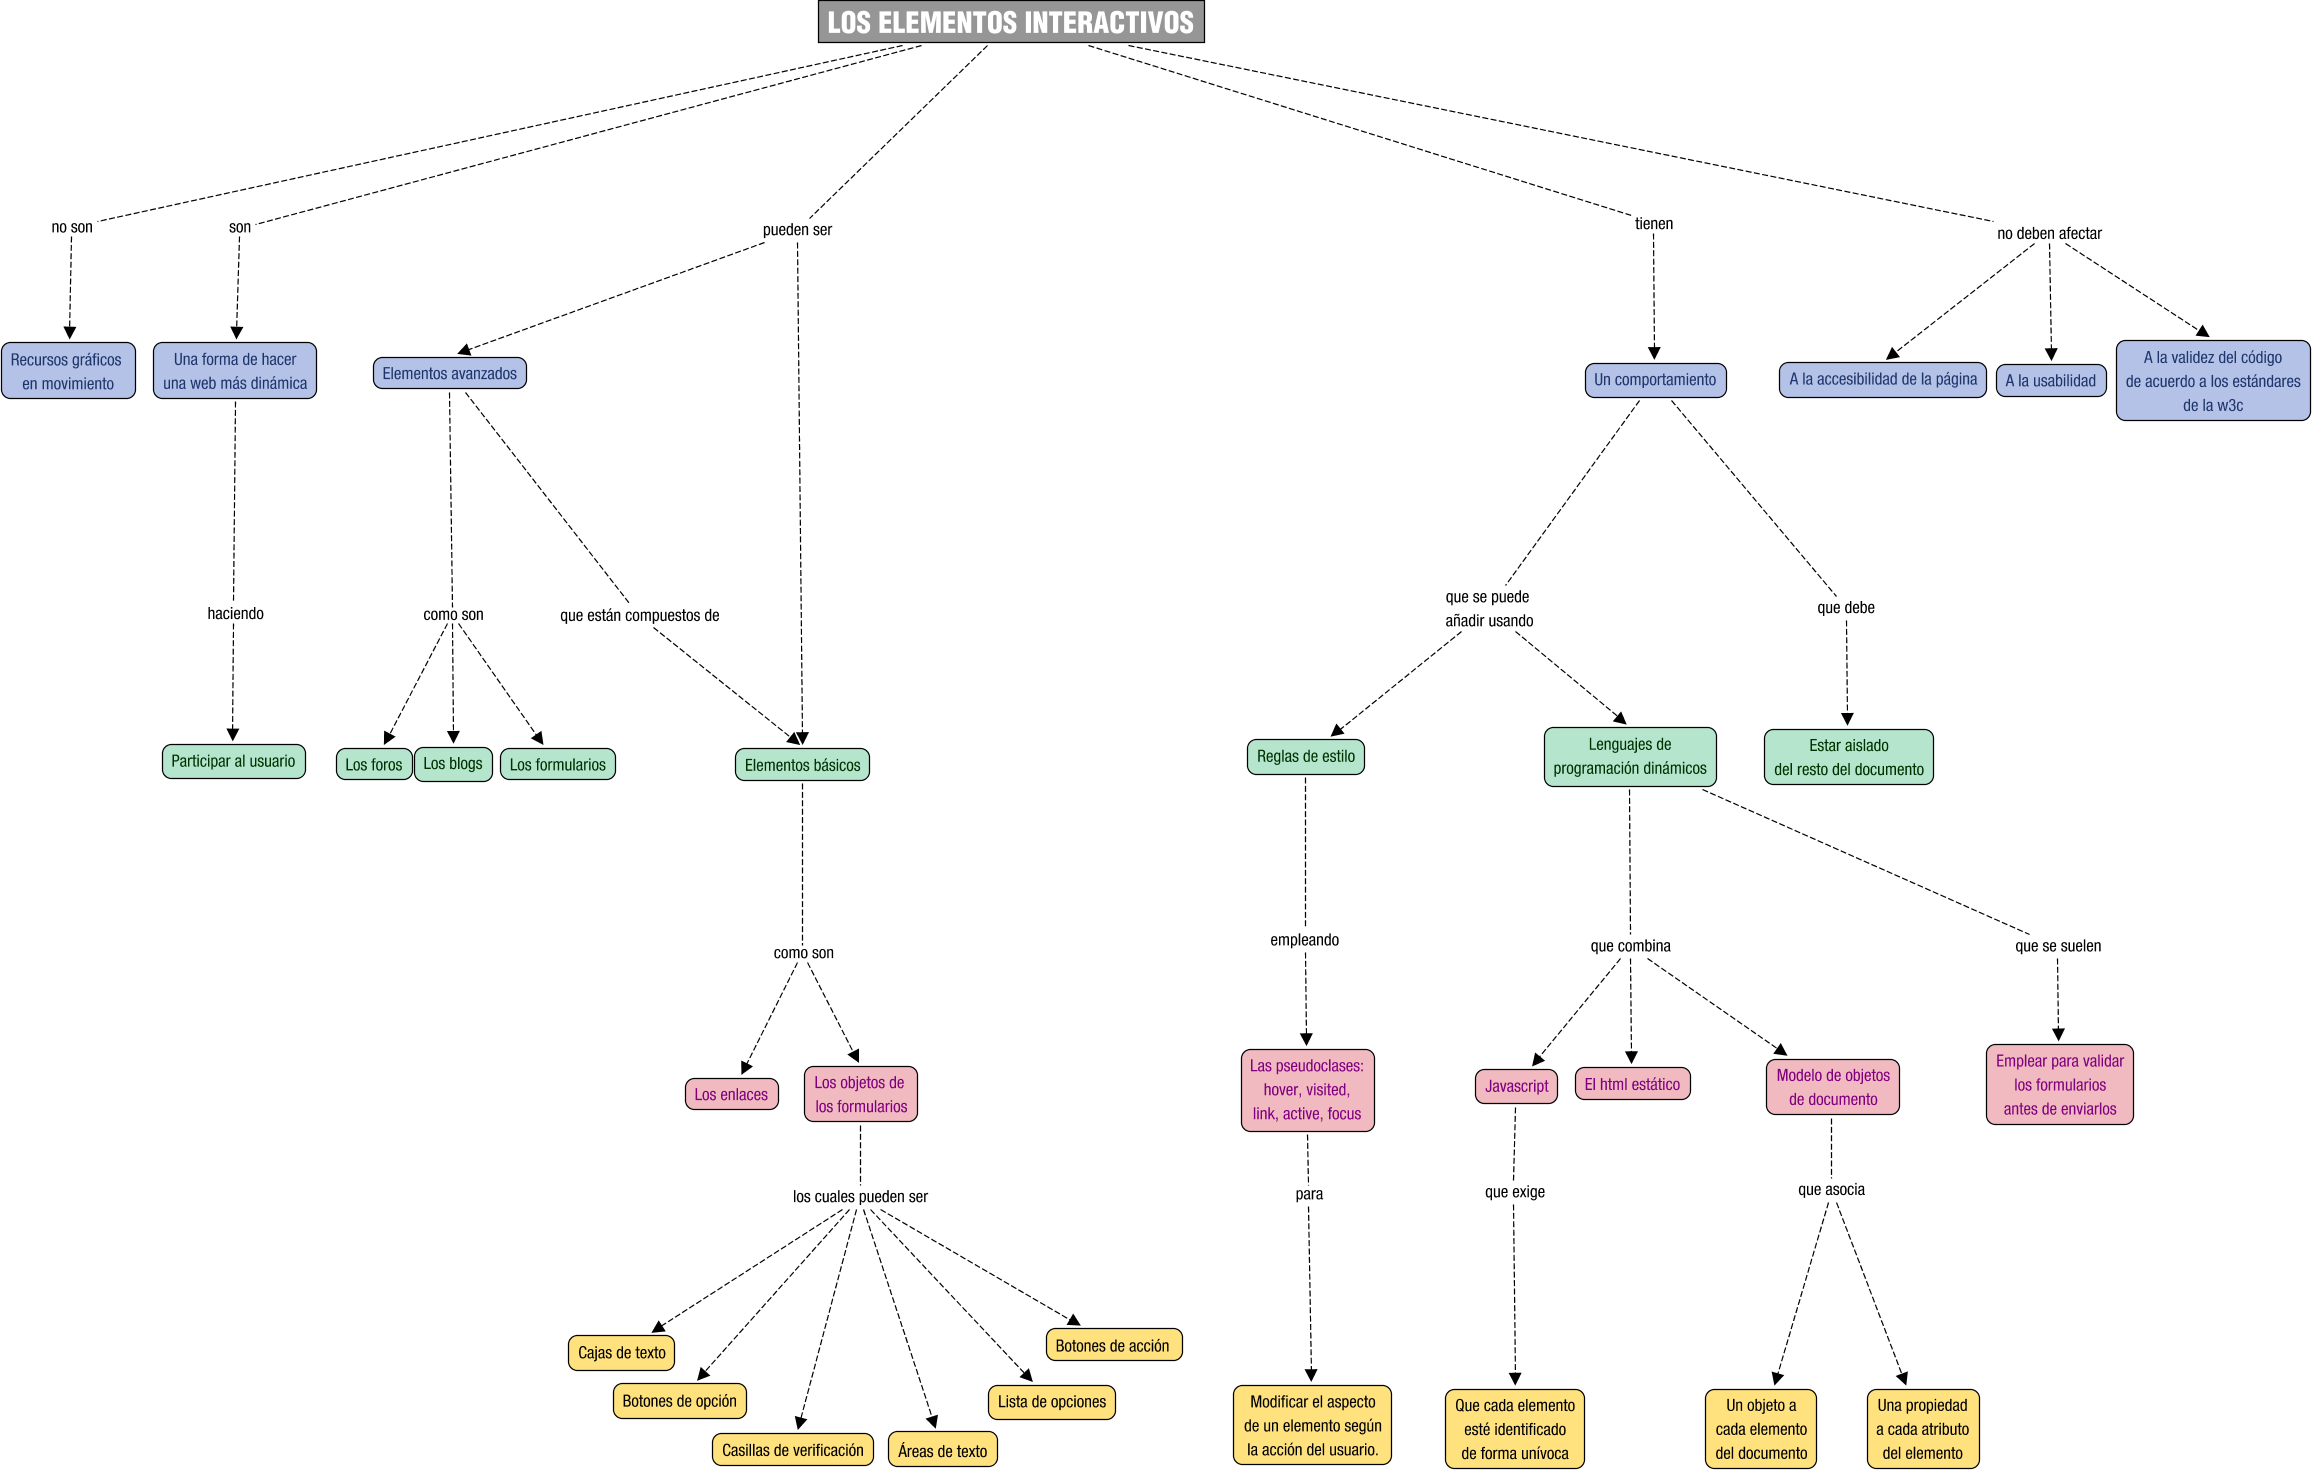 LOS ELEMENTOS INTERACTIVOS
no son
son
pueden ser
tienen
no deben afectar
Recursos gráficos
en movimiento
Una forma de hacer
una web más dinámica
Elementos avanzados
Un comportamiento
A la accesibilidad de la página
A la usabilidad
A la validez del código
de acuerdo a los estándares
de la w3c
haciendo
como son
que están compuestos de
que se puede
añadir usando
que debe
Participar al usuario
Los foros
Los blogs
Los formularios
Elementos básicos
Reglas de estilo
Lenguajes de
programación dinámicos
Estar aislado
del resto del documento
como son
empleando
que combina
que se suelen
Los enlaces
Los objetos de
los formularios
Las pseudoclases:
hover, visited,
link, active, focus
Javascript
El html estático
Modelo de objetos
de documento
Emplear para validar
los formularios
antes de enviarlos
los cuales pueden ser
para
que exige
que asocia
Cajas de texto
Botones de opción
Casillas de verificación
Áreas de texto
Lista de opciones
Botones de acción
Modificar el aspecto
de un elemento según
la acción del usuario.
Que cada elemento
esté identificado
de forma unívoca
Un objeto a
cada elemento
del documento
Una propiedad
a cada atributo
del elemento